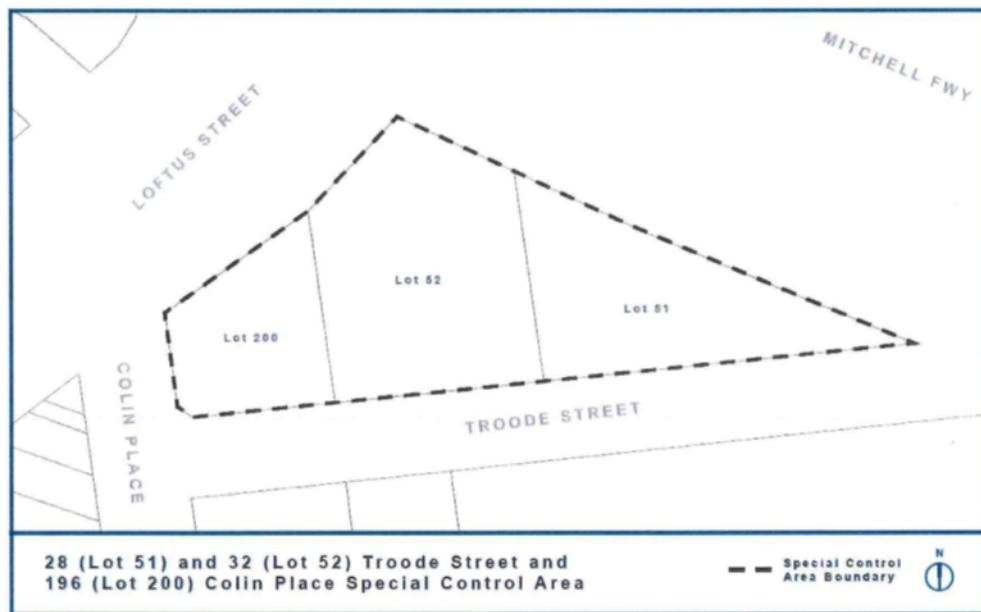 MITCHELL FWY
LOFTUS STREET
Lot 52
Lot 51
Lot 200
COLIN PLACE
TROODE STREET
28 (Lot 51) and 32 (Lot 52) Troode Street and
196 (Lot 200) Colin Place Special Control Area
Special Control
Area Boundary
N